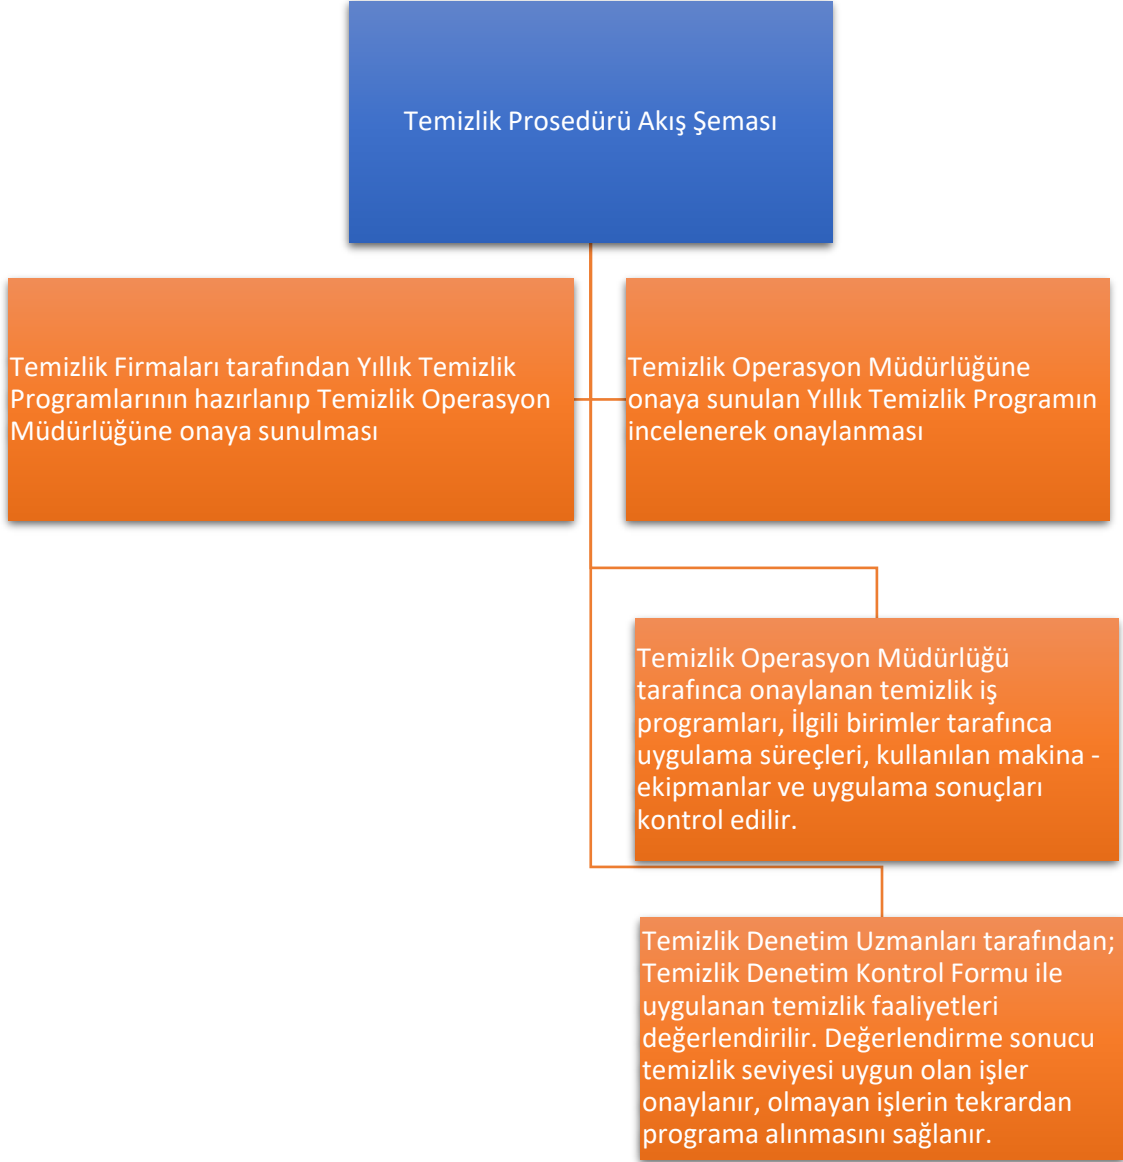 Temizlik Prosedürü Akış Şeması
Temizlik Firmaları tarafından Yıllık Temizlik
Programlarının hazırlanıp Temizlik Operasyon
Müdürlüğüne onaya sunulması
Temizlik Operasyon Müdürlüğüne
onaya sunulan Yıllık Temizlik Programın
incelenerek onaylanması
Temizlik Operasyon Müdürlüğü
tarafınca onaylanan temizlik iş
programları, İlgili birimler tarafınca
uygulama süreçleri, kullanılan makina -
ekipmanlar ve uygulama sonuçları
kontrol edilir.
Temizlik Denetim Uzmanları tarafından;
Temizlik Denetim Kontrol Formu ile
uygulanan temizlik faaliyetleri
değerlendirilir. Değerlendirme sonucu
temizlik seviyesi uygun olan işler
onaylanır, olmayan işlerin tekrardan
programa alınmasını sağlanır.